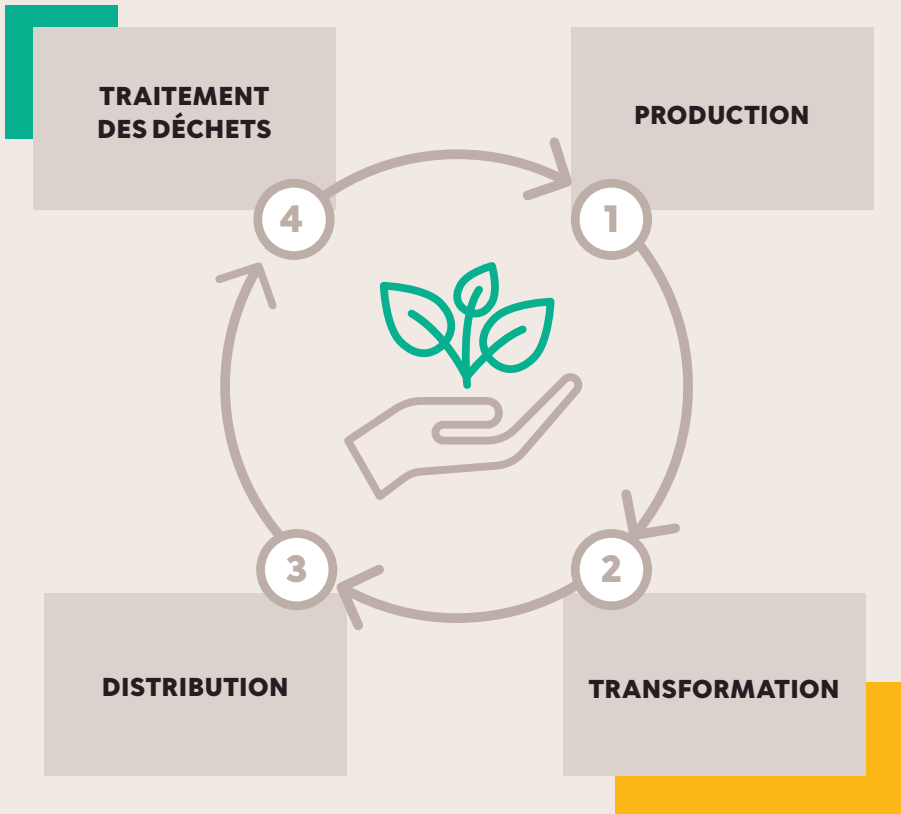 TRAITEMENT
DES DÉCHETS
4
PRODUCTION
1
3
DISTRIBUTION
2
TRANSFORMATION